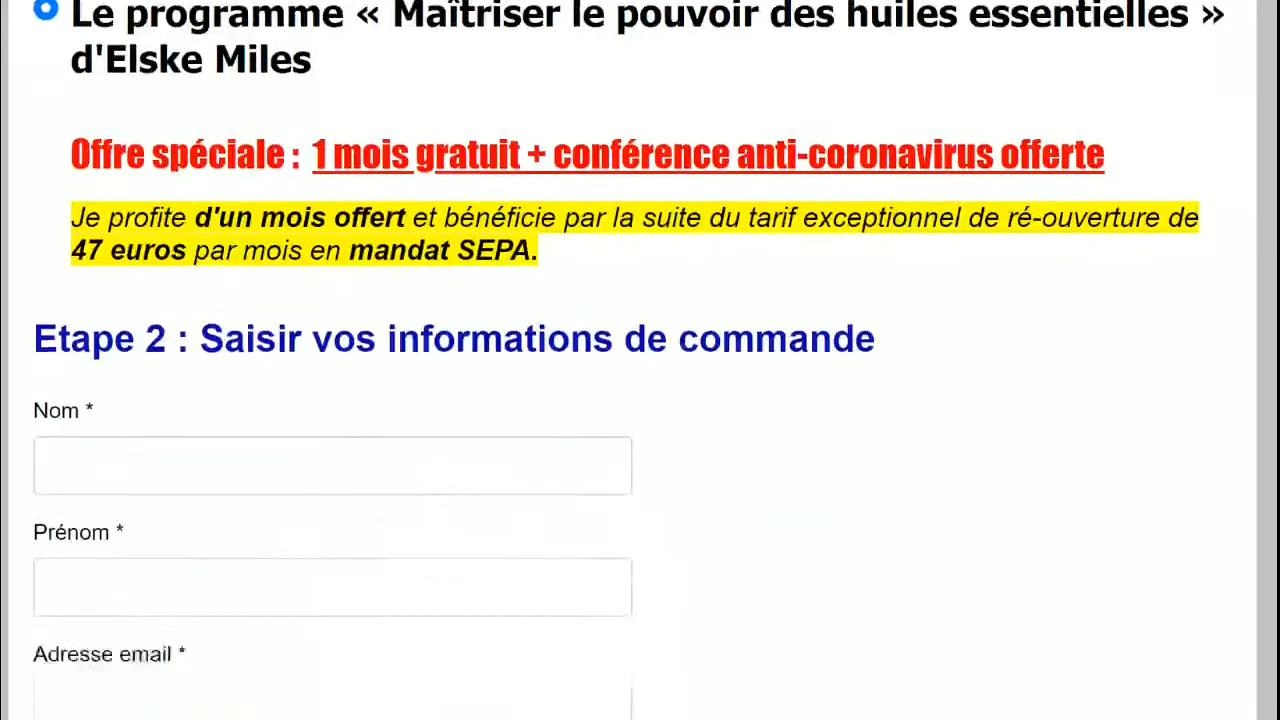 Le programme « Maîtriser le pouvoir des huiles essentielles »
d'Elske Miles
Offre spéciale : 1 mois gratuit + conférence anti-coronavirus offerte
Je profite d'un mois offert et bénéficie par la suite du tarif exceptionnel de ré-ouverture de
47 euros par mois en mandat SEPA.
Etape 2 : Saisir vos informations de commande
Nom *
Prénom *
Adresse email *